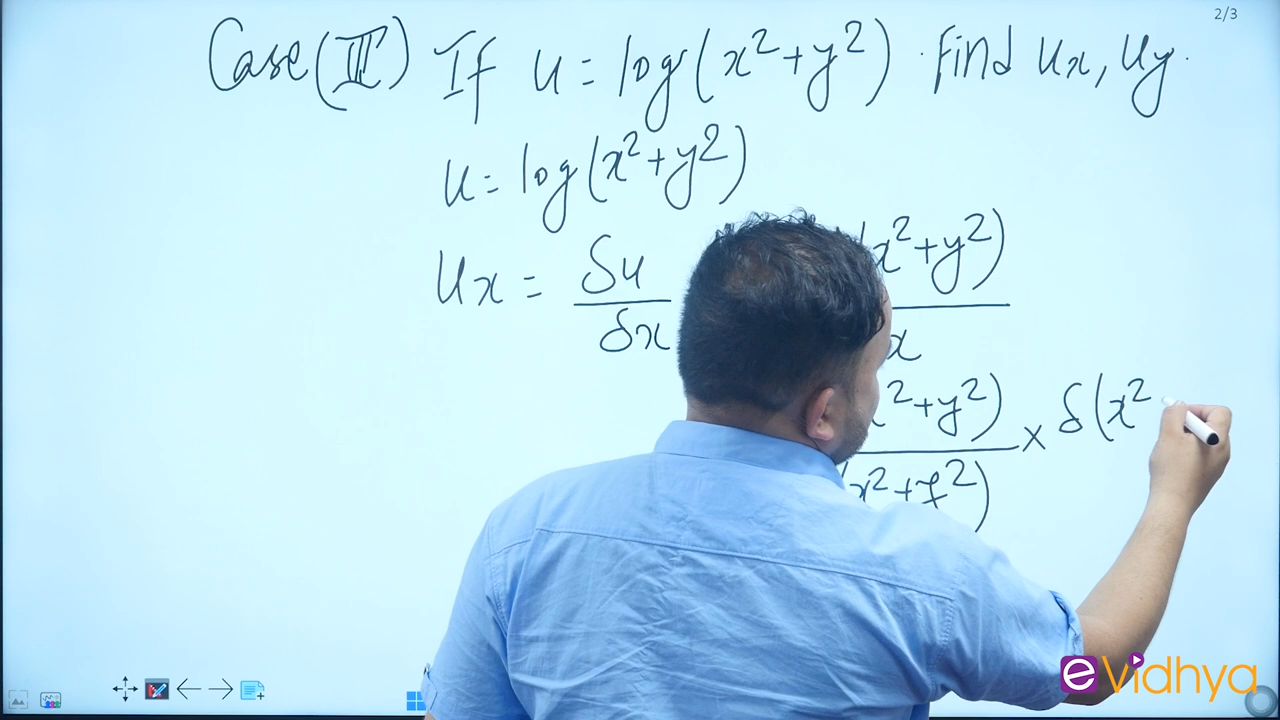 2/3
Case (III) If u = log(x²+y²) . Find ux, uy.
u = log(x²+y²)
ux = δu/δx x²+y²) / x
²+y²) / x²+y²) × δ(x²
eVidhya